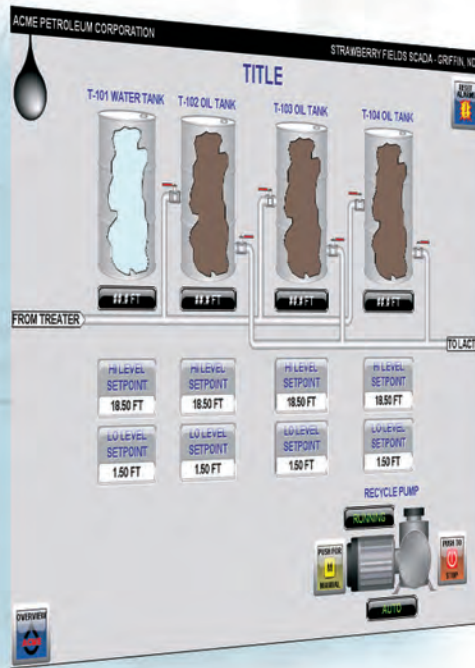 ACME PETROLEUM CORPORATION
STRAWBERRY FIELDS SCADA - GRIFFIN, ND
TITLE
RESET
ALARMS
T-101 WATER TANK
T-102 OIL TANK
T-103 OIL TANK
T-104 OIL TANK
##.# FT
##.# FT
##.# FT
##.# FT
FROM TREATER
TO LACT
HI LEVEL
SETPOINT
18.50 FT
HI LEVEL
SETPOINT
18.50 FT
HI LEVEL
SETPOINT
18.50 FT
HI LEVEL
SETPOINT
18.50 FT
LO LEVEL
SETPOINT
1.50 FT
LO LEVEL
SETPOINT
1.50 FT
LO LEVEL
SETPOINT
1.50 FT
LO LEVEL
SETPOINT
1.50 FT
RECYCLE PUMP
RUNNING
PUSH FOR
MANUAL
PUSH TO
STOP
AUTO
OVERVIEW